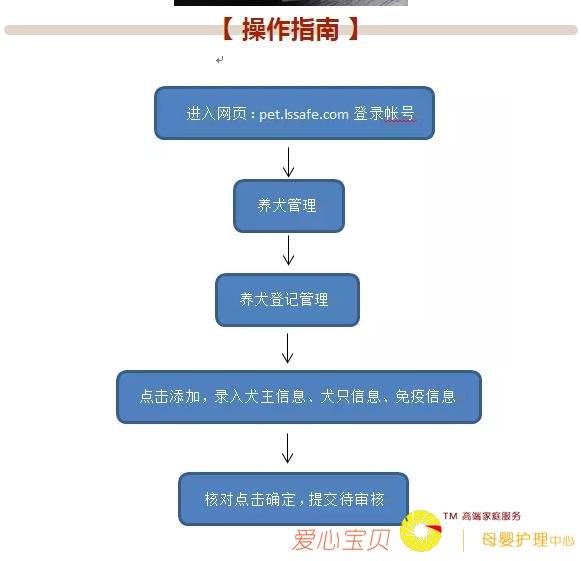 【 操作指南 】
进入网页：pet.lssafe.com 登录帐号
养犬管理
养犬登记管理
点击添加，录入犬主信息、犬只信息、免疫信息
核对点击确定，提交待审核
爱心宝贝
TM 高端家庭服务
母婴护理中心